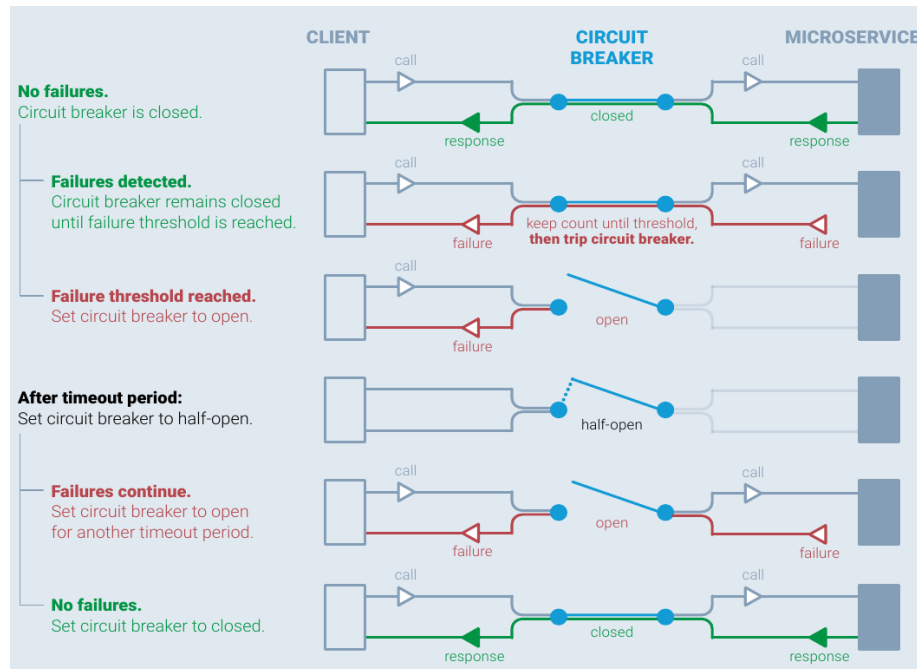 CLIENT
CIRCUIT
BREAKER
MICROSERVICE
No failures.
Circuit breaker is closed.
call
call
closed
response
response
Failures detected.
Circuit breaker remains closed
until failure threshold is reached.
call
call
keep count until threshold,
then trip circuit breaker.
failure
failure
Failure threshold reached.
Set circuit breaker to open.
call
open
failure
After timeout period:
Set circuit breaker to half-open.
half-open
Failures continue.
Set circuit breaker to open
for another timeout period.
call
call
open
failure
failure
No failures.
Set circuit breaker to closed.
call
call
closed
response
response